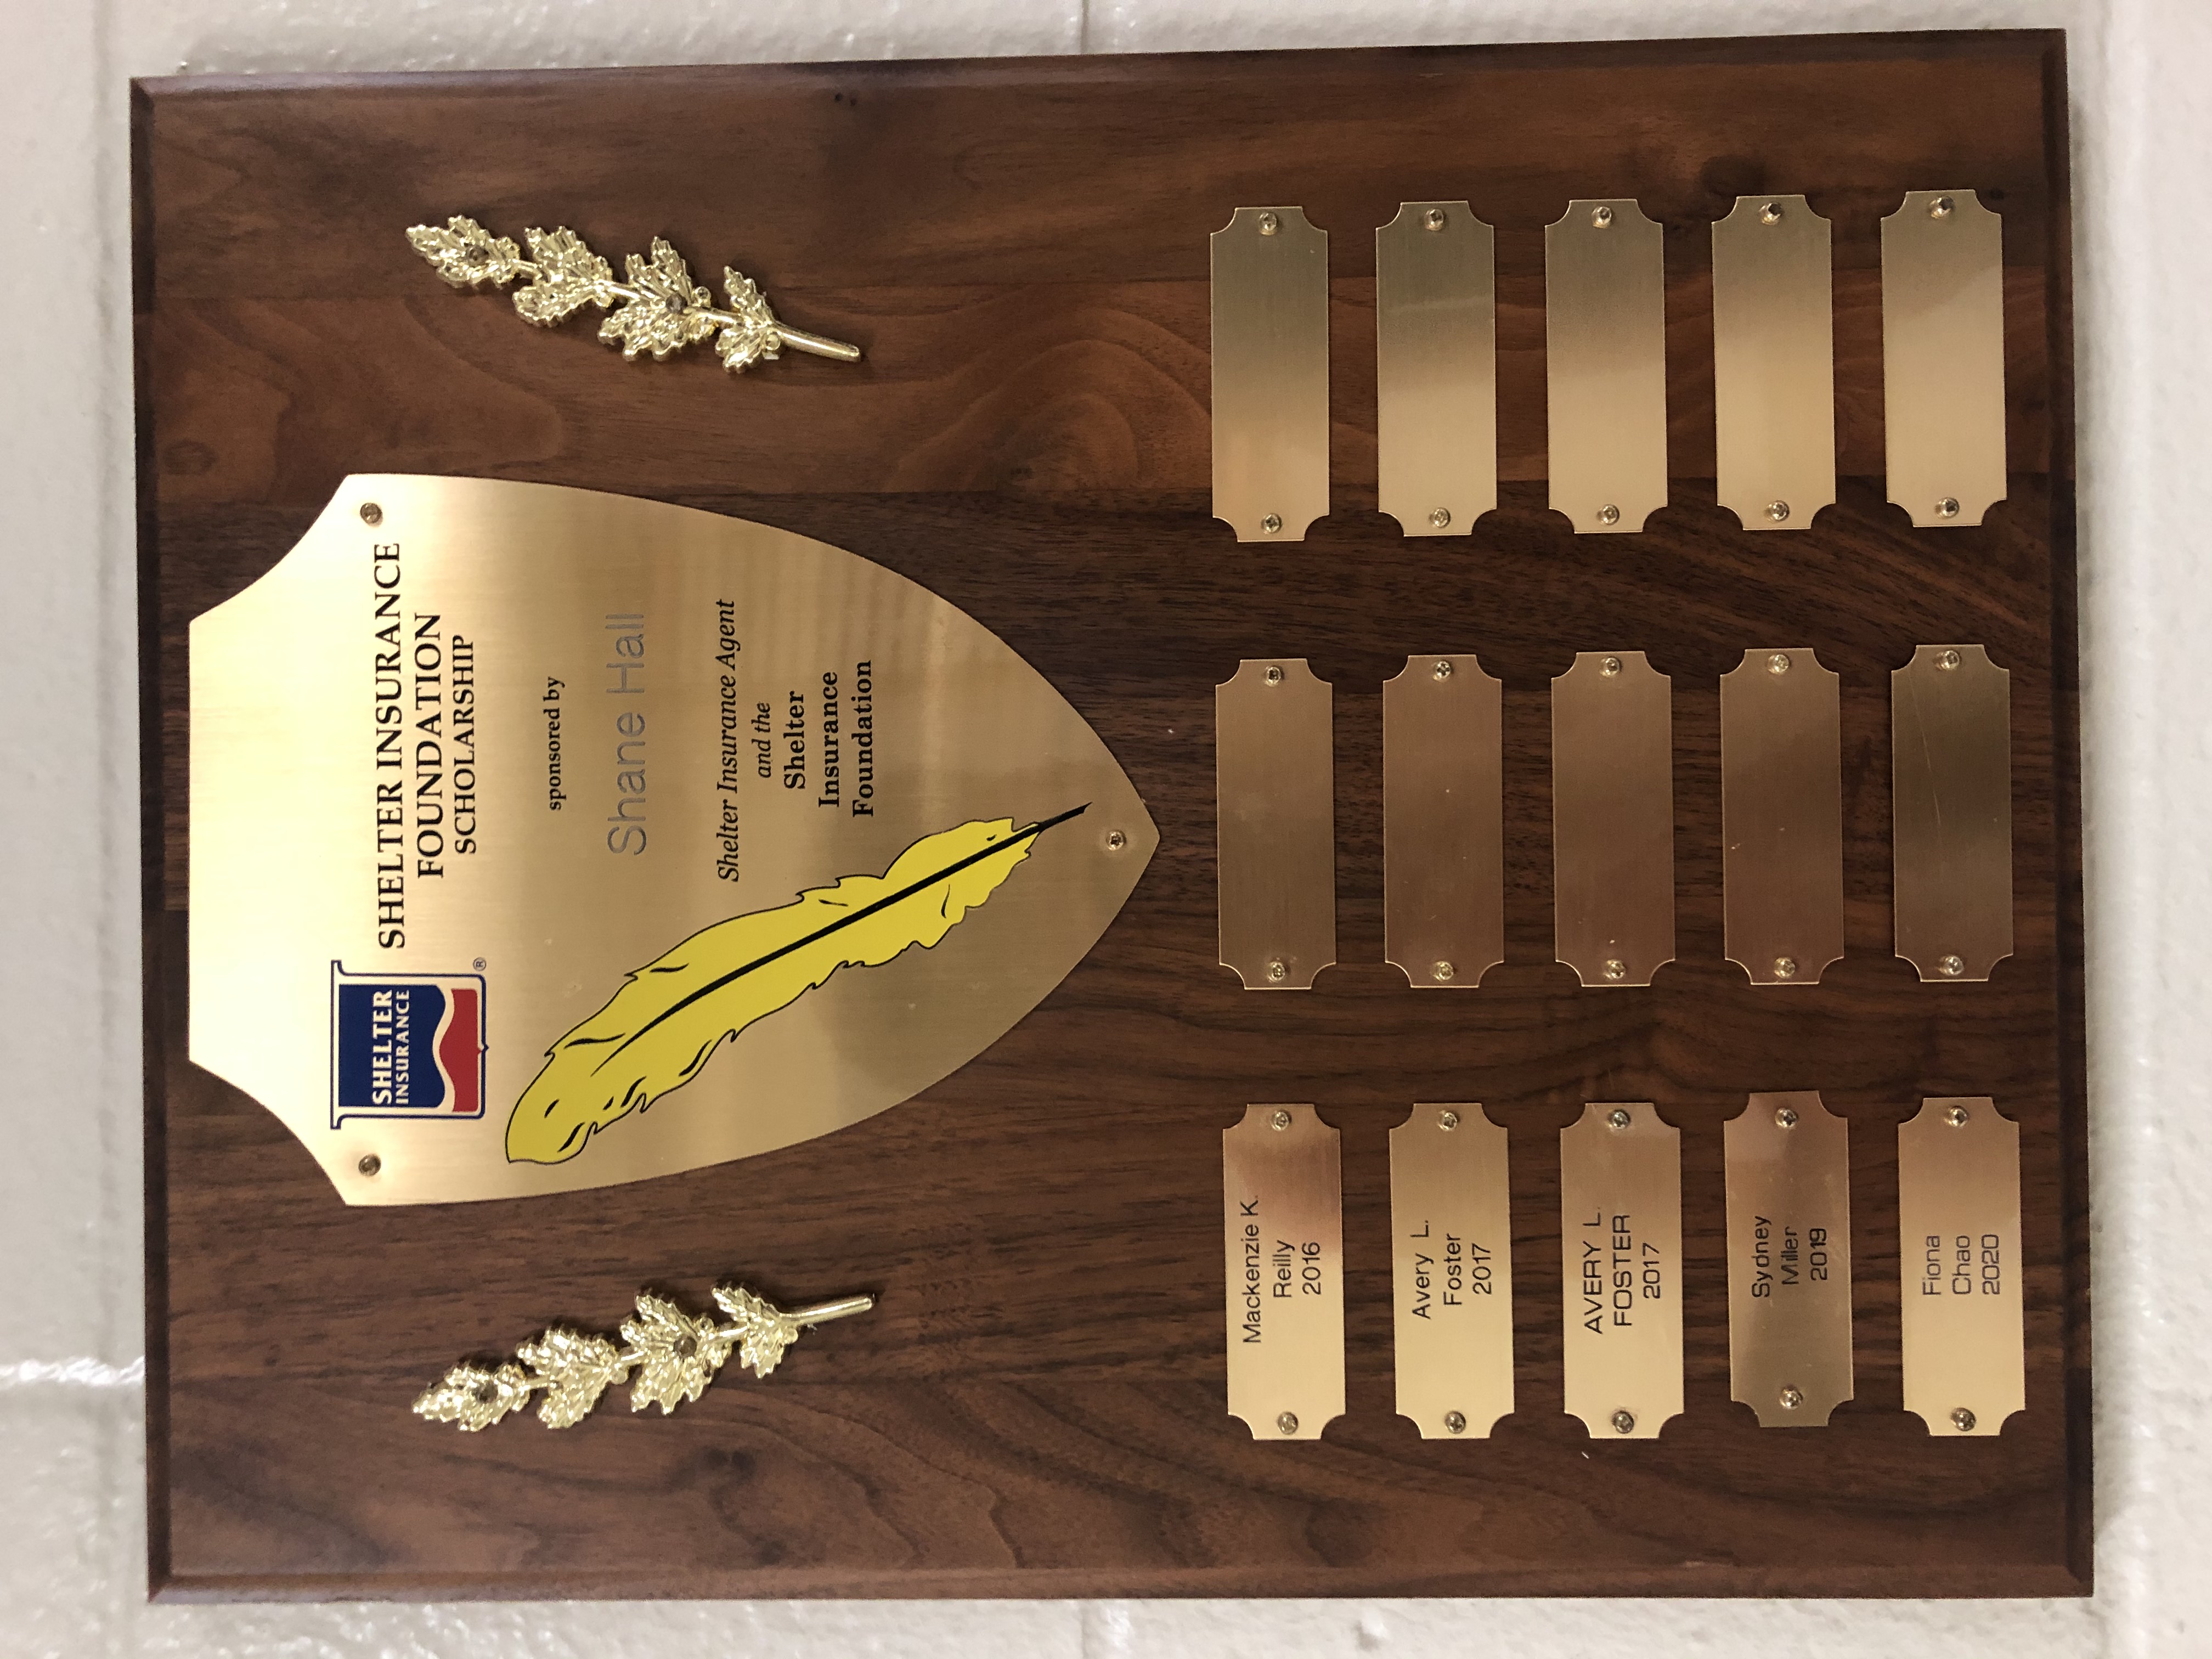 SHELTER
INSURANCE
®
SHELTER INSURANCE
FOUNDATION
SCHOLARSHIP
sponsored by
Shane Hall
Shelter Insurance Agent
and the
Shelter
Insurance
Foundation
Mackenzie K.
Reilly
2016
Avery L.
Foster
2017
AVERY L.
FOSTER
2017
Sydney
Miller
2019
Fiona
Chao
2020